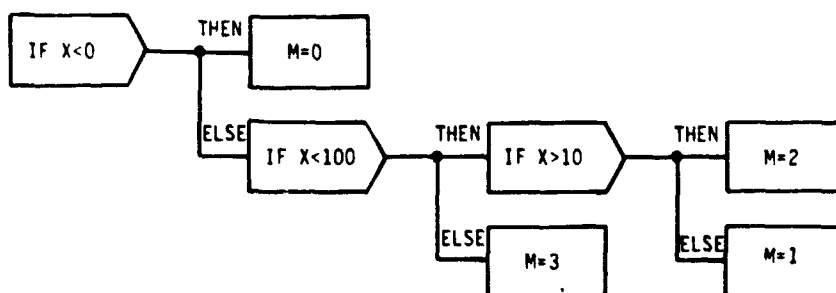 IF X<0
THEN
M=0
ELSE
IF X<100
THEN
IF X>10
THEN
M=2
ELSE
M=3
ELSE
M=1